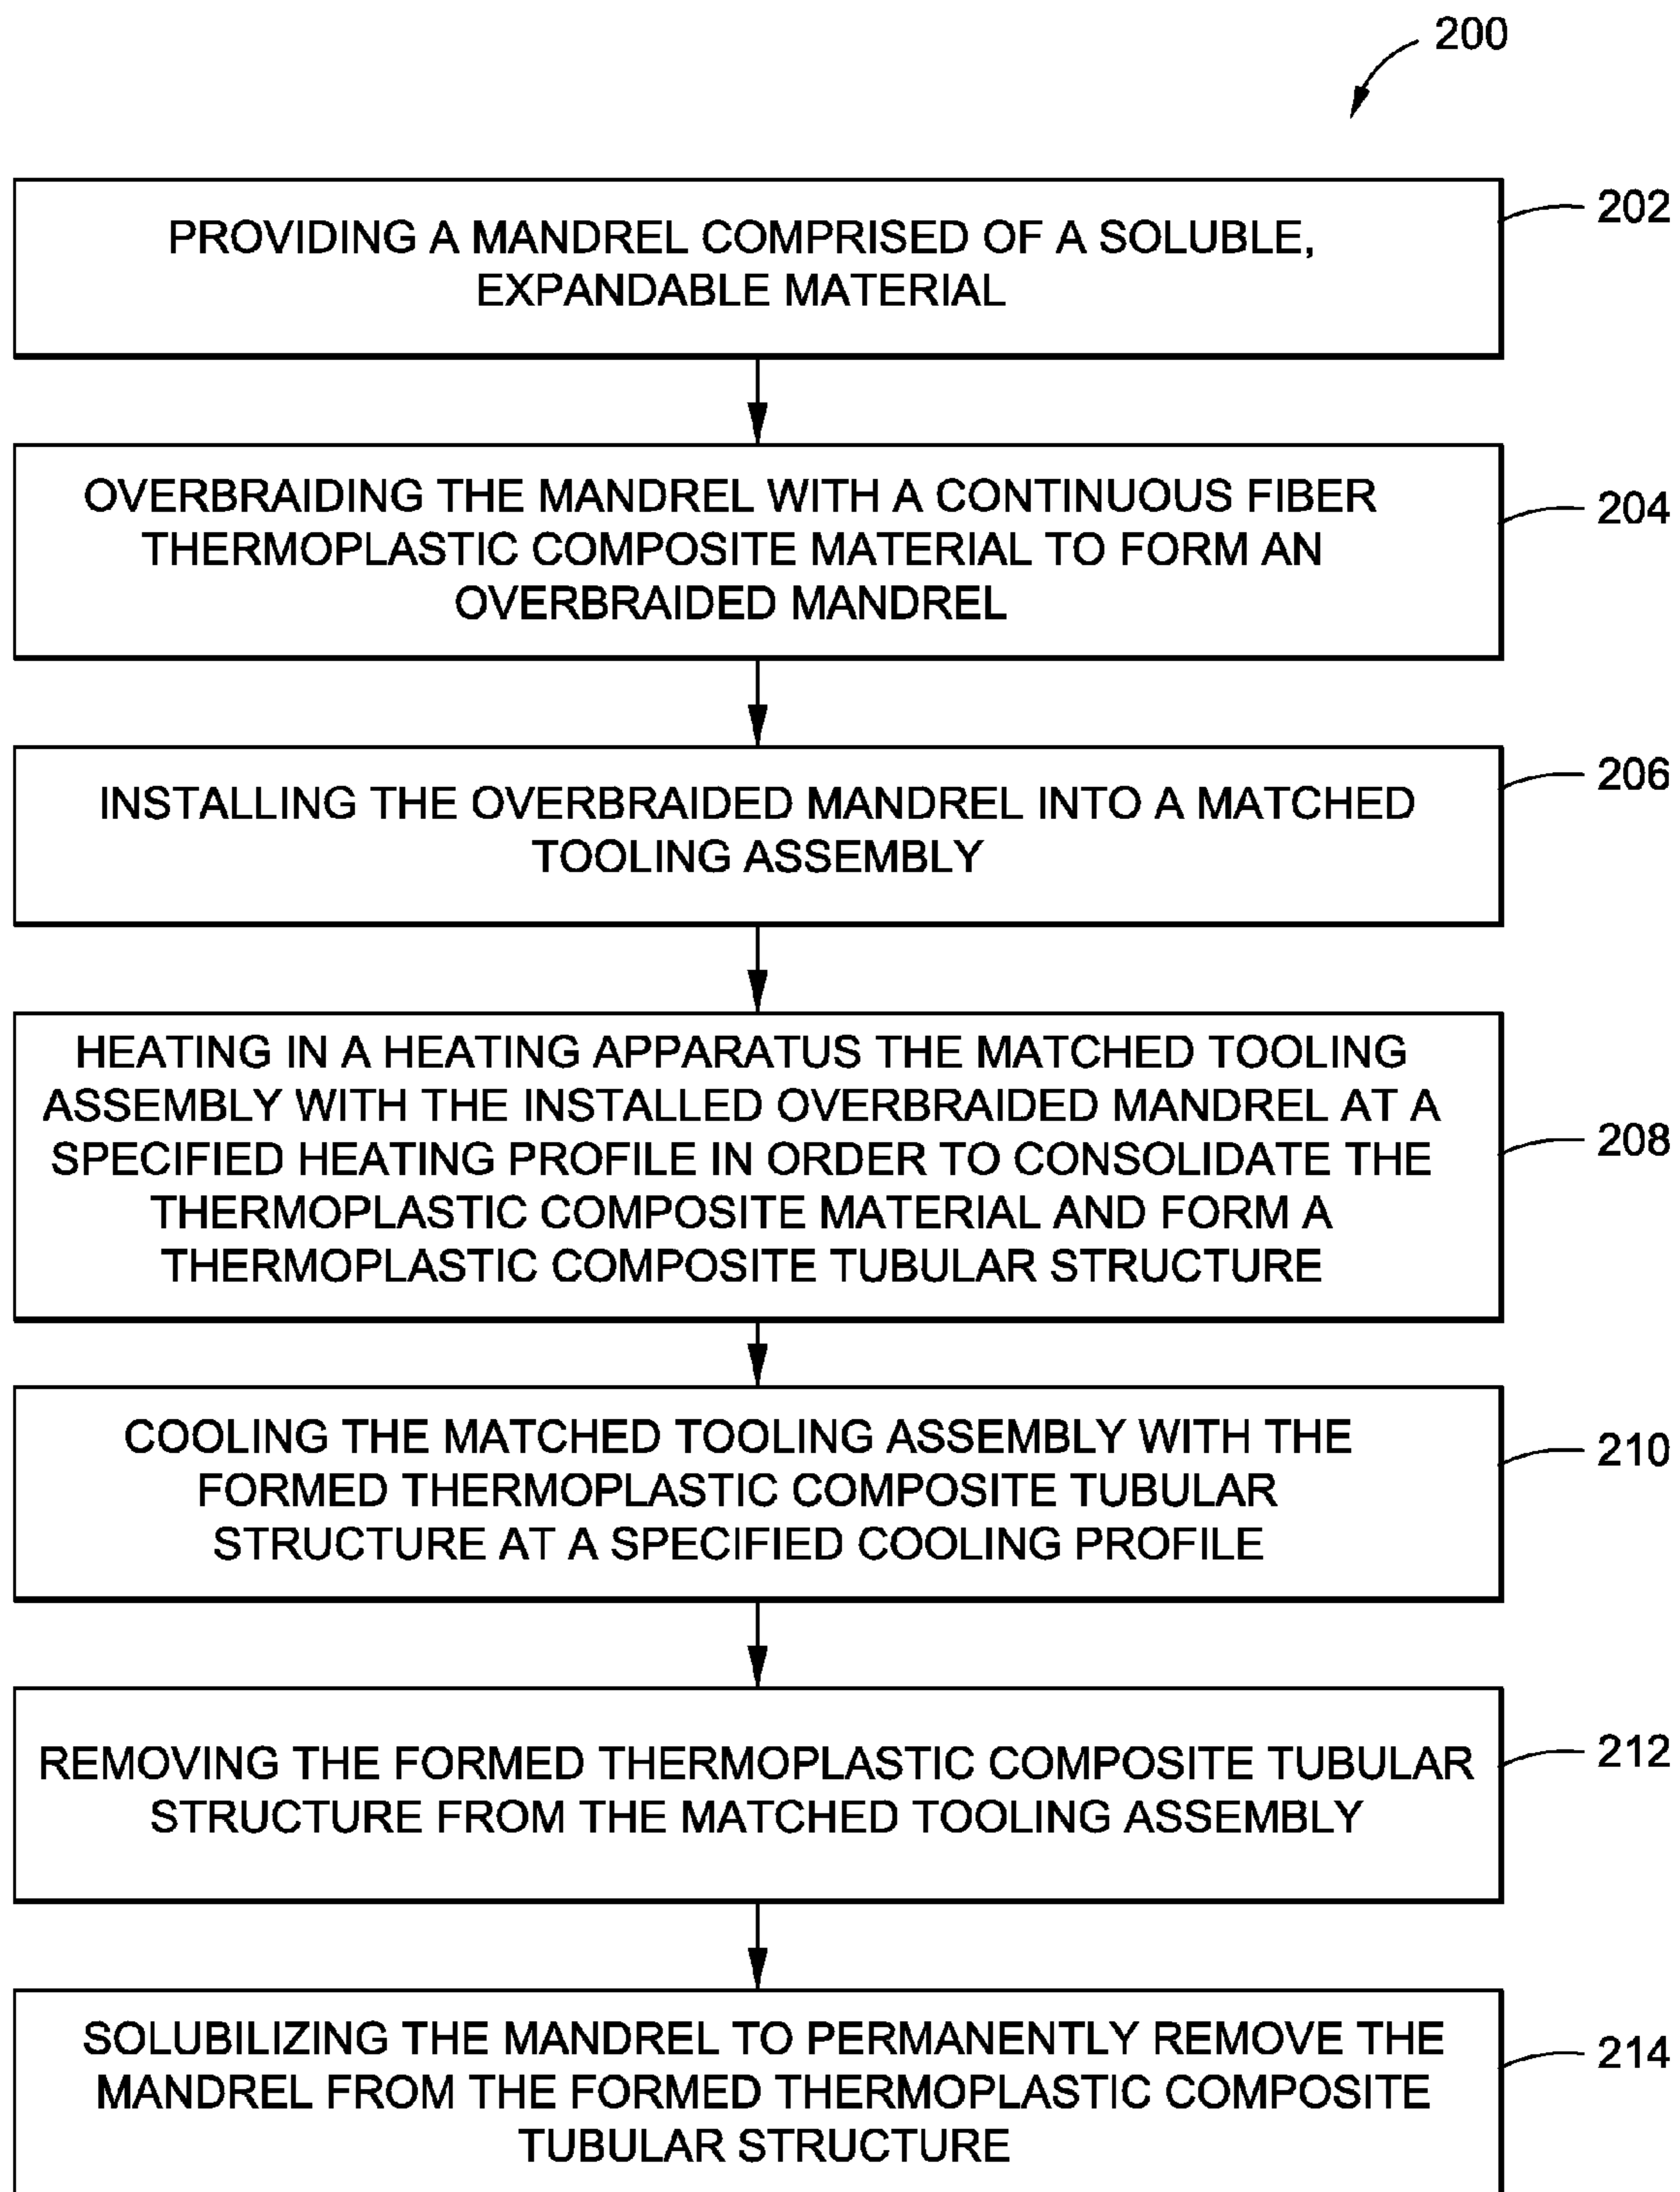 200
PROVIDING A MANDREL COMPRISED OF A SOLUBLE,
EXPANDABLE MATERIAL
202
OVERBRAIDING THE MANDREL WITH A CONTINUOUS FIBER
THERMOPLASTIC COMPOSITE MATERIAL TO FORM AN
OVERBRAIDED MANDREL
204
INSTALLING THE OVERBRAIDED MANDREL INTO A MATCHED
TOOLING ASSEMBLY
206
HEATING IN A HEATING APPARATUS THE MATCHED TOOLING
ASSEMBLY WITH THE INSTALLED OVERBRAIDED MANDREL AT A
SPECIFIED HEATING PROFILE IN ORDER TO CONSOLIDATE THE
THERMOPLASTIC COMPOSITE MATERIAL AND FORM A
THERMOPLASTIC COMPOSITE TUBULAR STRUCTURE
208
COOLING THE MATCHED TOOLING ASSEMBLY WITH THE
FORMED THERMOPLASTIC COMPOSITE TUBULAR
STRUCTURE AT A SPECIFIED COOLING PROFILE
210
REMOVING THE FORMED THERMOPLASTIC COMPOSITE TUBULAR
STRUCTURE FROM THE MATCHED TOOLING ASSEMBLY
212
SOLUBILIZING THE MANDREL TO PERMANENTLY REMOVE THE
MANDREL FROM THE FORMED THERMOPLASTIC COMPOSITE
TUBULAR STRUCTURE
214